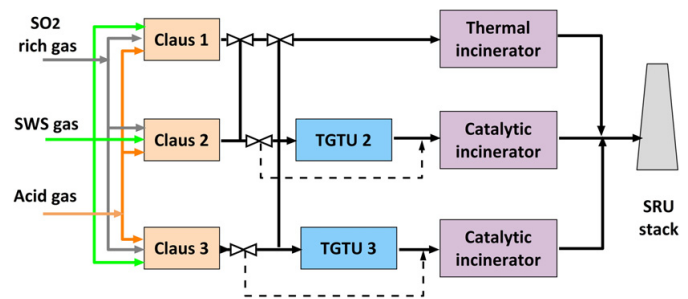 SO2
rich gas
Claus 1
Thermal
incinerator
SWS gas
Claus 2
TGTU 2
Catalytic
incinerator
Acid gas
Claus 3
TGTU 3
Catalytic
incinerator
SRU
stack